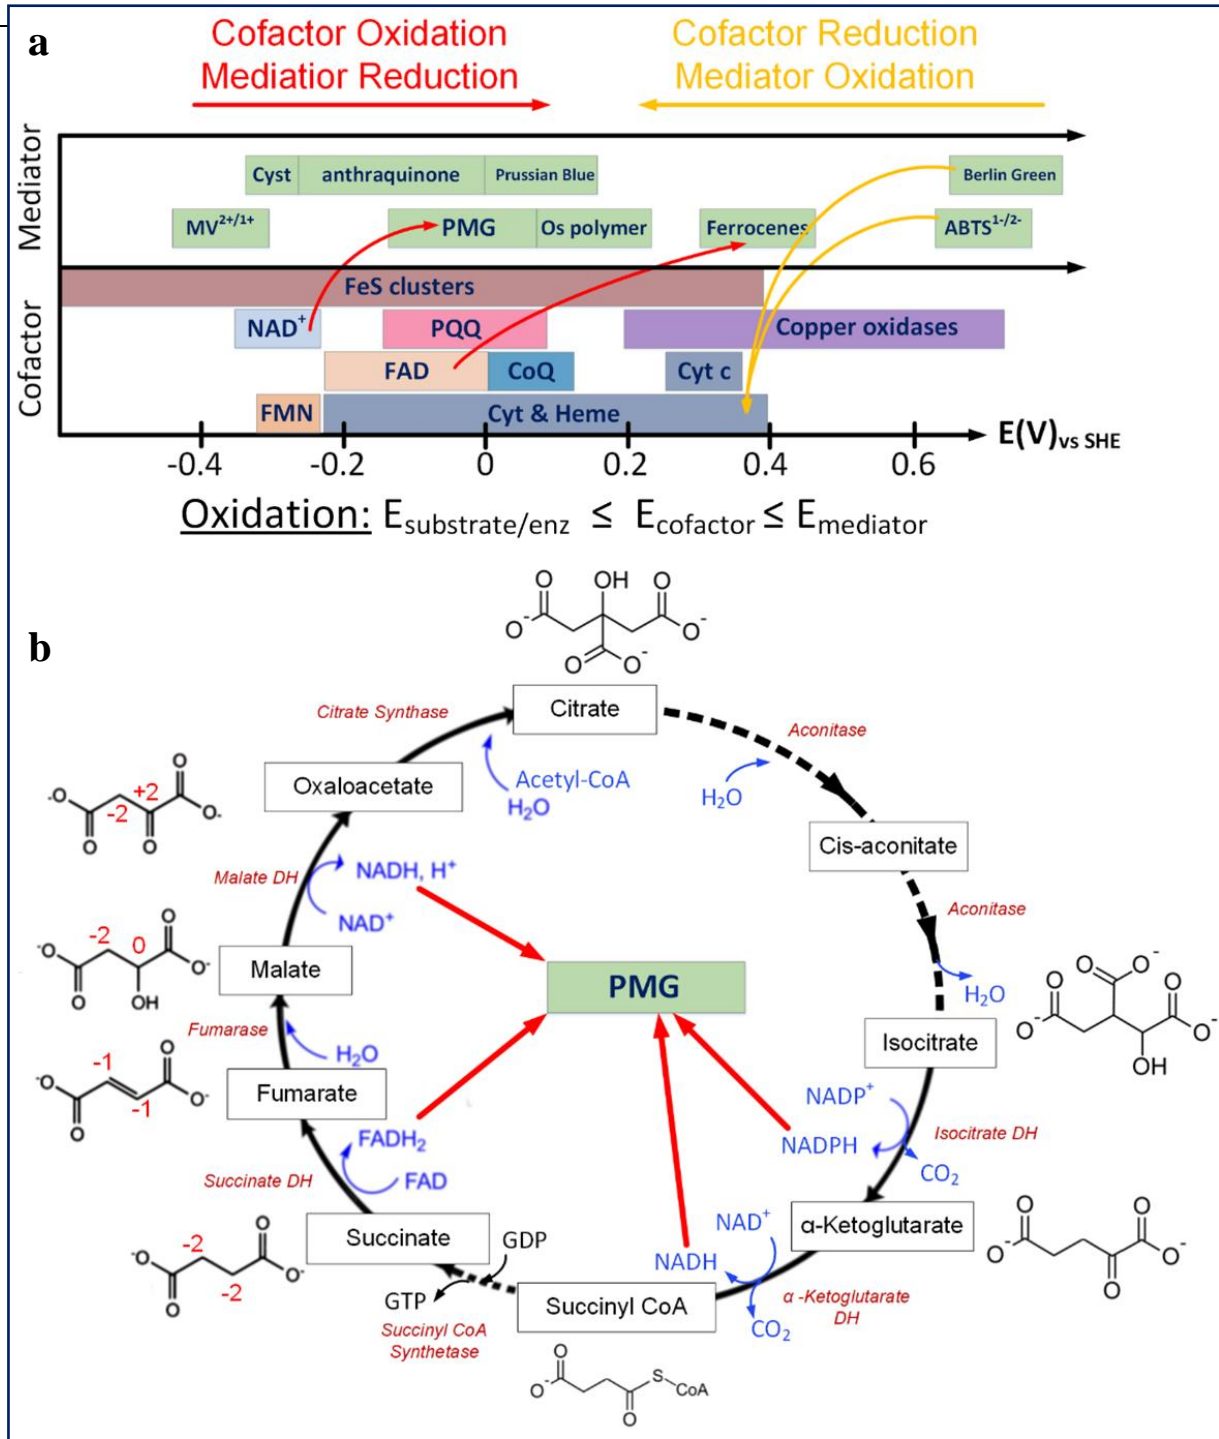 a
Cofactor Oxidation
Mediatior Reduction
Cofactor Reduction
Mediator Oxidation
Mediator
Cyst
anthraquinone
Prussian Blue
Berlin Green
MV2+/1+
PMG
Os polymer
Ferrocenes
ABTS1-/2-
Cofactor
FeS clusters
NAD+
PQQ
Copper oxidases
FAD
CoQ
Cyt c
FMN
Cyt & Heme
E(V)vs SHE
-0.4
-0.2
0
0.2
0.4
0.6
Oxidation: Esubstrate/enz ≤ Ecofactor ≤ Emediator
b
O
OH
O
O-
O-
O
O-
Citrate
Citrate Synthase
Aconitase
Acetyl-CoA
H2O
H2O
Oxaloacetate
O
-O
+2
-2
O-
O
O
Cis-aconitate
Malate DH
NADH, H+
NAD+
Aconitase
H2O
O
-2
0
-O
O-
O
OH
Malate
PMG
O
O-
O
O
O-
O-
OH
Isocitrate
Fumarase
H2O
O
-1
-O
O-
-1
O
Fumarate
NADP+
NADPH
Isocitrate DH
CO2
FADH2
FAD
Succinate DH
α-Ketoglutarate
O
O
O-
O-
O
NAD+
NADH
α -Ketoglutarate
DH
CO2
Succinate
O
-2
-O
O-
-2
O
GDP
GTP
Succinyl CoA
Synthetase
Succinyl CoA
O
O-
S
CoA
O